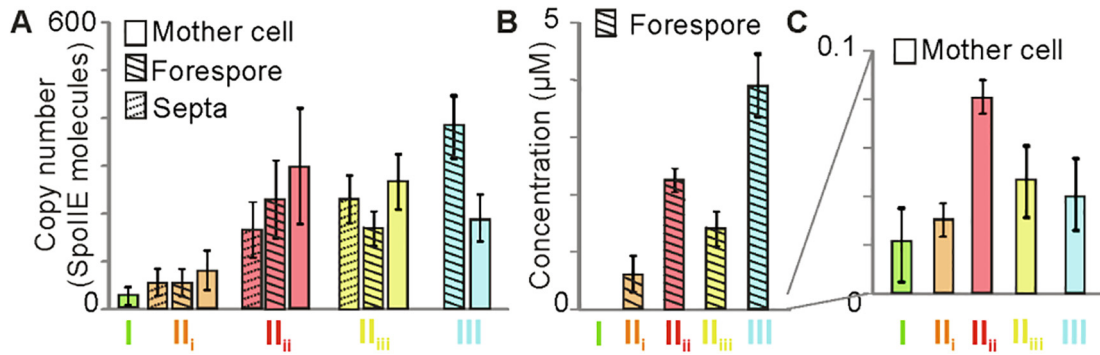 A
600
Mother cell
Forespore
Septa
Copy number
(SpoIIE molecules)
0
I
IIi
IIii
IIiii
III
B
5
Forespore
Concentration (µM)
0
I
IIi
IIii
IIiii
III
C
0.1
Mother cell
0
I
IIi
IIii
IIiii
III